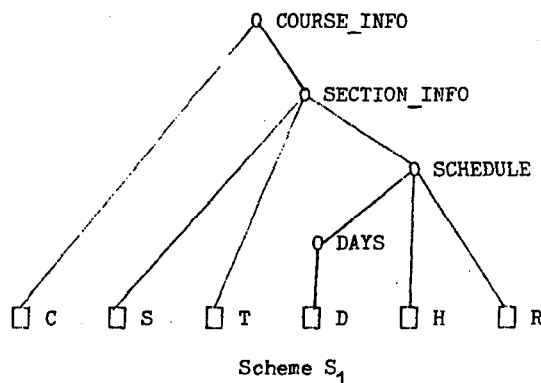 COURSE_INFO
SECTION_INFO
SCHEDULE
DAYS
C S T D H R
Scheme S₁